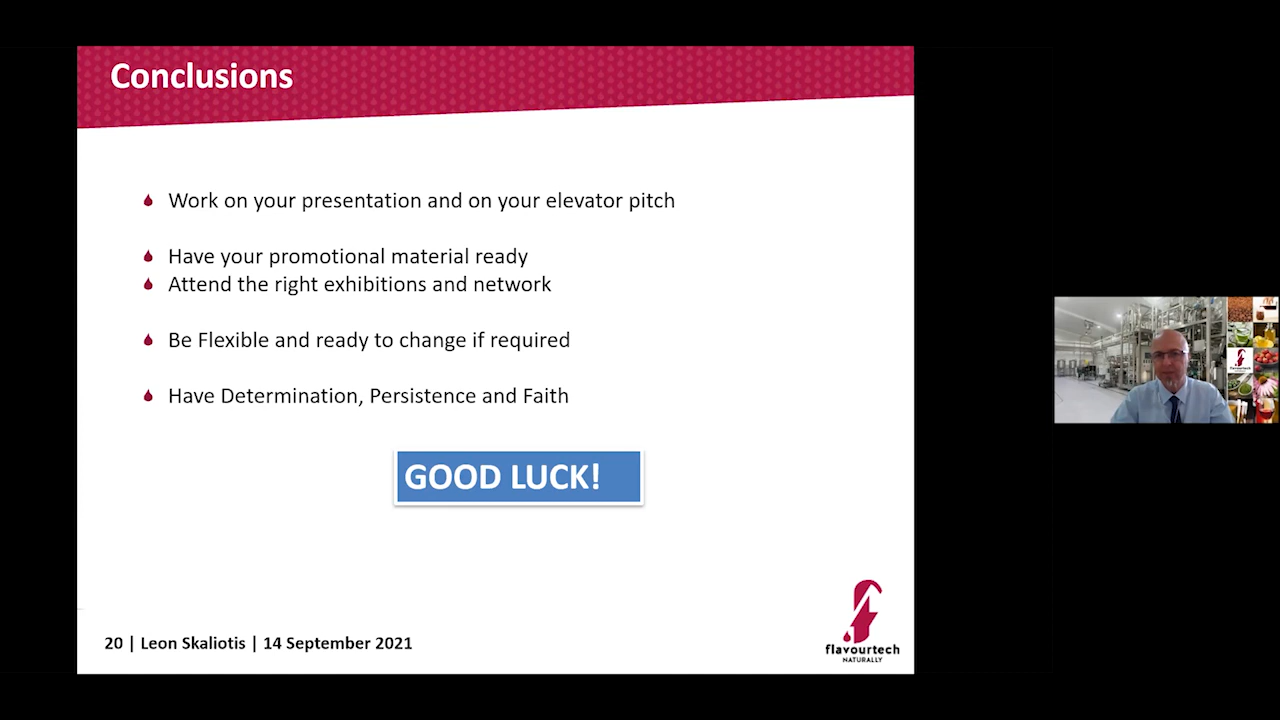 Conclusions
Work on your presentation and on your elevator pitch
Have your promotional material ready
Attend the right exhibitions and network
Be Flexible and ready to change if required
Have Determination, Persistence and Faith
GOOD LUCK!
20 | Leon Skaliotis | 14 September 2021
flavourtech
NATURALLY
flavourtech